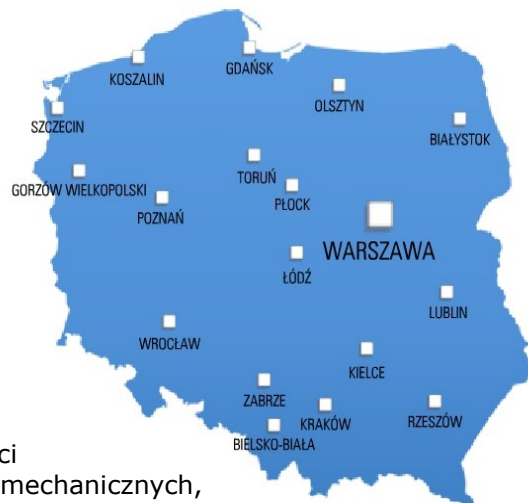 KOSZALIN
GDAŃSK
OLSZTYN
SZCZECIN
BIAŁYSTOK
TORUŃ
GORZÓW WIELKOPOLSKI
PŁOCK
POZNAŃ
WARSZAWA
ŁÓDŹ
LUBLIN
WROCŁAW
KIELCE
ZABRZE
KRAKÓW
RZESZÓW
BIELSKO-BIAŁA
ci
mechanicznych,